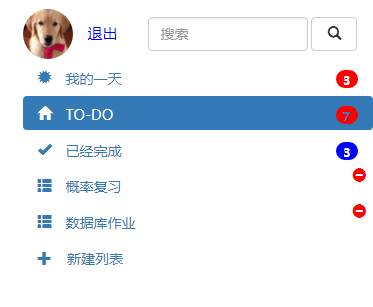 退出 搜索
我的一天 3
TO-DO 7
已经完成 3
概率复习
数据库作业
新建列表